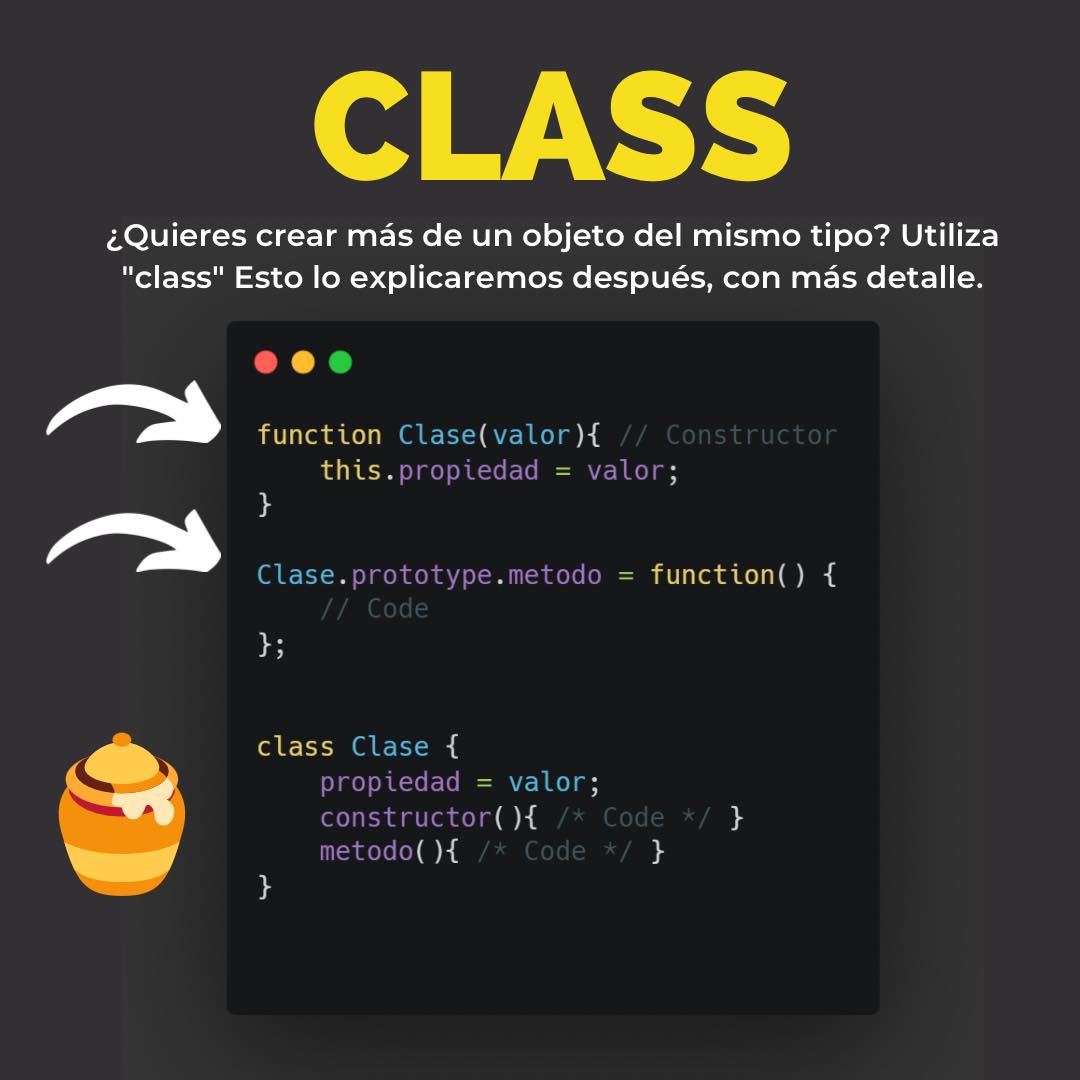 CLASS
¿Quieres crear más de un objeto del mismo tipo? Utiliza
"class" Esto lo explicaremos después, con más detalle.
function Clase(valor){ // Constructor
    this.propiedad = valor;
}
Clase.prototype.metodo = function() {
    // Code
};
class Clase {
    propiedad = valor;
    constructor(){ /* Code */ }
    metodo(){ /* Code */ }
}